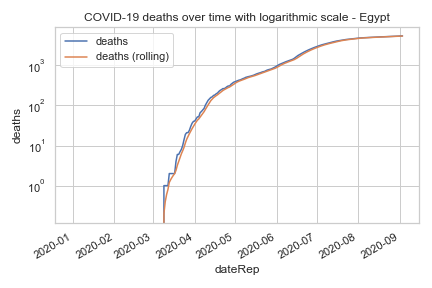 COVID-19 deaths over time with logarithmic scale - Egypt
deaths
deaths (rolling)
10³
10²
10¹
10⁰
deaths
2020-01
2020-02
2020-03
2020-04
2020-05
2020-06
2020-07
2020-08
2020-09
dateRep